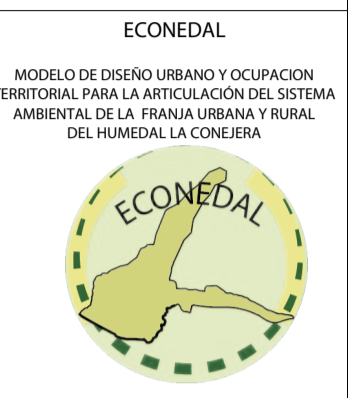 ECONEDAL
MODELO DE DISEÑO URBANO Y OCUPACION
TERRITORIAL PARA LA ARTICULACIÓN DEL SISTEMA
AMBIENTAL DE LA FRANJA URBANA Y RURAL
DEL HUMEDAL LA CONEJERA
ECONEDAL